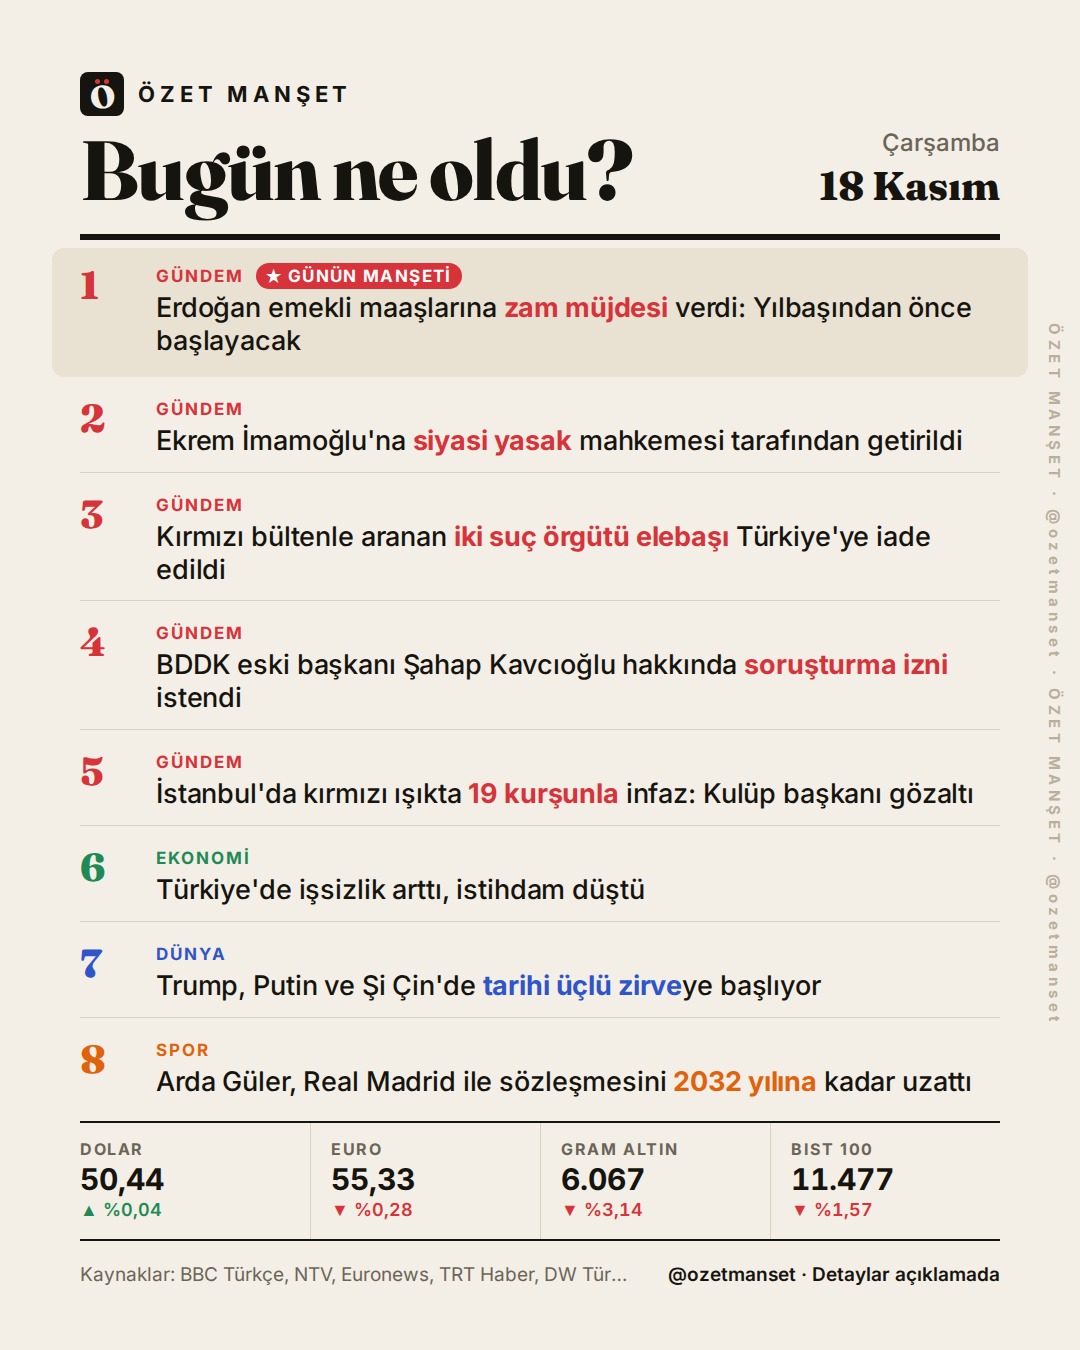 ö
ÖZET MANŞET
Bugün ne oldu?
Çarşamba
18 Kasım
1
GÜNDEM ★ GÜNÜN MANŞETİ
Erdoğan emekli maaşlarına zam müjdesi verdi: Yılbaşından önce
başlayacak
2
GÜNDEM
Ekrem İmamoğlu'na siyasi yasak mahkemesi tarafından getirildi
3
GÜNDEM
Kırmızı bültenle aranan iki suç örgütü elebaşı Türkiye'ye iade
edildi
4
GÜNDEM
BDDK eski başkanı Şahap Kavcıoğlu hakkında soruşturma izni
istendi
5
GÜNDEM
İstanbul'da kırmızı ışıkta 19 kurşunla infaz: Kulüp başkanı gözaltı
6
EKONOMİ
Türkiye'de işsizlik arttı, istihdam düştü
7
DÜNYA
Trump, Putin ve Şi Çin'de tarihi üçlü zirveye başlıyor
8
SPOR
Arda Güler, Real Madrid ile sözleşmesini 2032 yılına kadar uzattı
DOLAR
50,44
▲ %0,04
EURO
55,33
▼ %0,28
GRAM ALTIN
6.067
▼ %3,14
BIST 100
11.477
▼ %1,57
Kaynaklar: BBC Türkçe, NTV, Euronews, TRT Haber, DW Tür...
@ozetmanset · Detaylar açıklamada
ÖZET MANŞET · @ozetmanset · ÖZET MANŞET · @ozetmanset